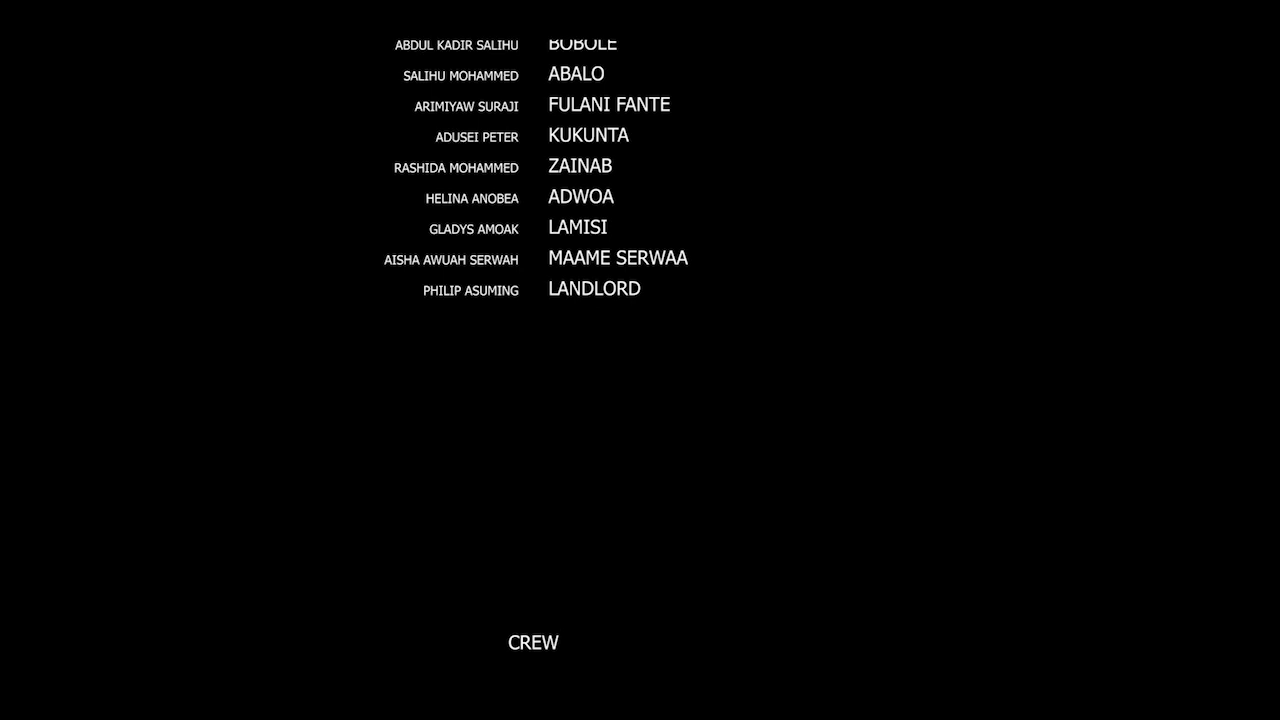 ABDUL KADIR SALIHU BOBOLE
SALIHU MOHAMMED ABALO
ARIMIYAW SURAJI FULANI FANTE
ADUSEI PETER KUKUNTA
RASHIDA MOHAMMED ZAINAB
HELINA ANOBEA ADWOA
GLADYS AMOAK LAMISI
AISHA AWUAH SERWAH MAAME SERWAA
PHILIP ASUMING LANDLORD
CREW